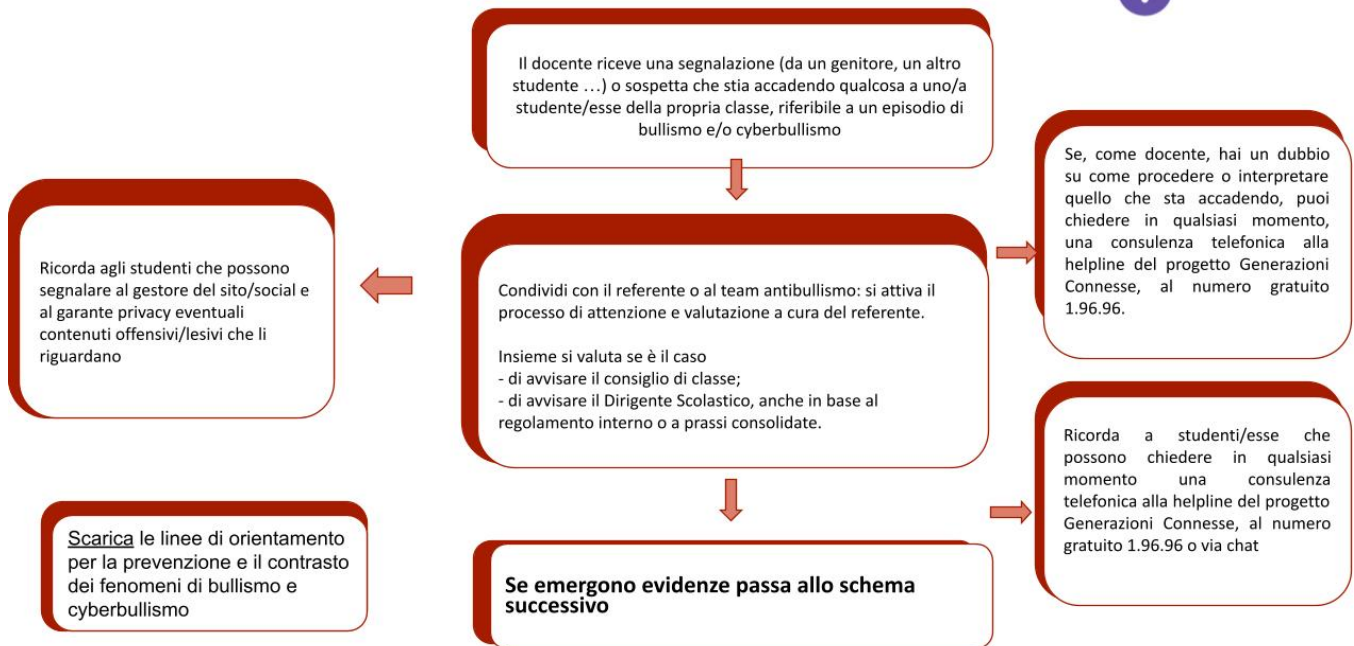 Il docente riceve una segnalazione (da un genitore, un altro
studente …) o sospetta che stia accadendo qualcosa a uno/a
studente/esse della propria classe, riferibile a un episodio di
bullismo e/o cyberbullismo
Se, come docente, hai un dubbio
su come procedere o interpretare
quello che sta accadendo, puoi
chiedere in qualsiasi momento,
una consulenza telefonica alla
helpline del progetto Generazioni
Connesse, al numero gratuito
1.96.96.
Ricorda agli studenti che possono
segnalare al gestore del sito/social e
al garante privacy eventuali
contenuti offensivi/lesivi che li
riguardano
Condividi con il referente o al team antibullismo: si attiva il
processo di attenzione e valutazione a cura del referente.
Insieme si valuta se è il caso
- di avvisare il consiglio di classe;
- di avvisare il Dirigente Scolastico, anche in base al
regolamento interno o a prassi consolidate.
Ricorda a studenti/esse che
possono chiedere in qualsiasi
momento una consulenza
telefonica alla helpline del progetto
Generazioni Connesse, al numero
gratuito 1.96.96 o via chat
Scarica le linee di orientamento
per la prevenzione e il contrasto
dei fenomeni di bullismo e
cyberbullismo
Se emergono evidenze passa allo schema
successivo